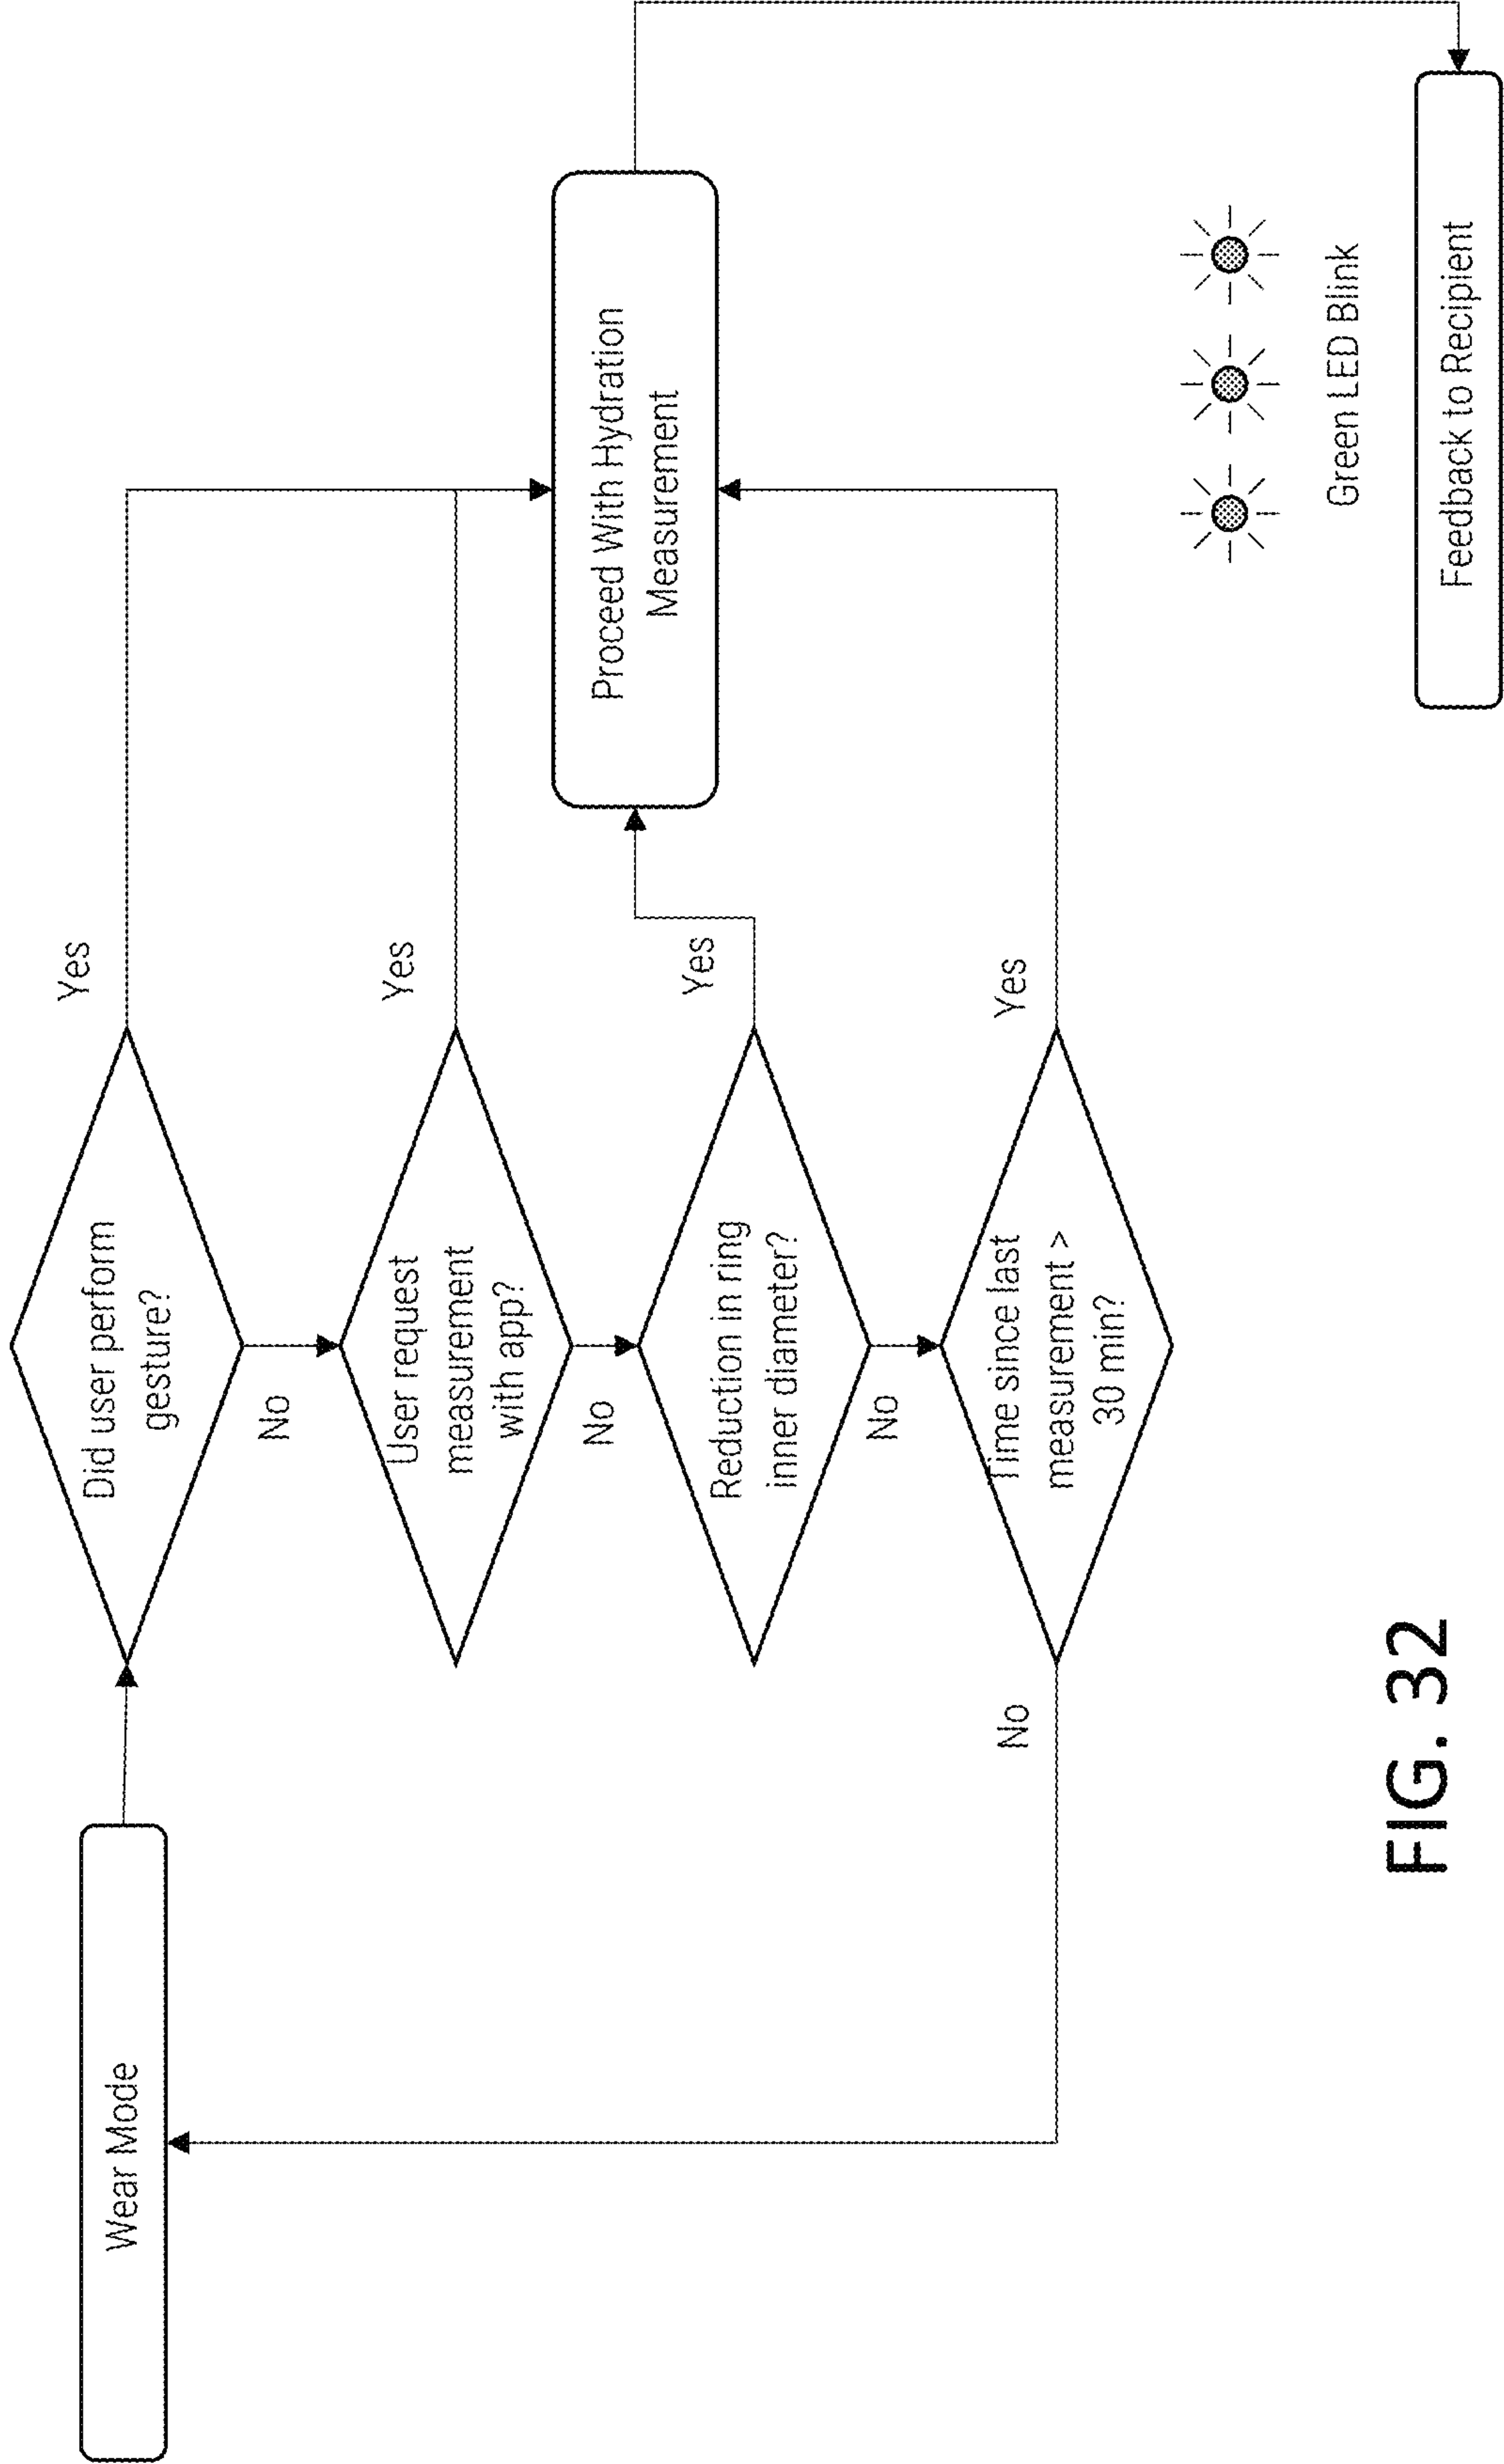 Wear Mode
Did user perform
gesture?
Yes
No
User request
measurement
with app?
Yes
No
Reduction in ring
inner diameter?
Yes
No
Time since last
measurement >
30 min?
Yes
No
Proceed With Hydration
Measurement
Green LED Blink
Feedback to Recipient
FIG. 32